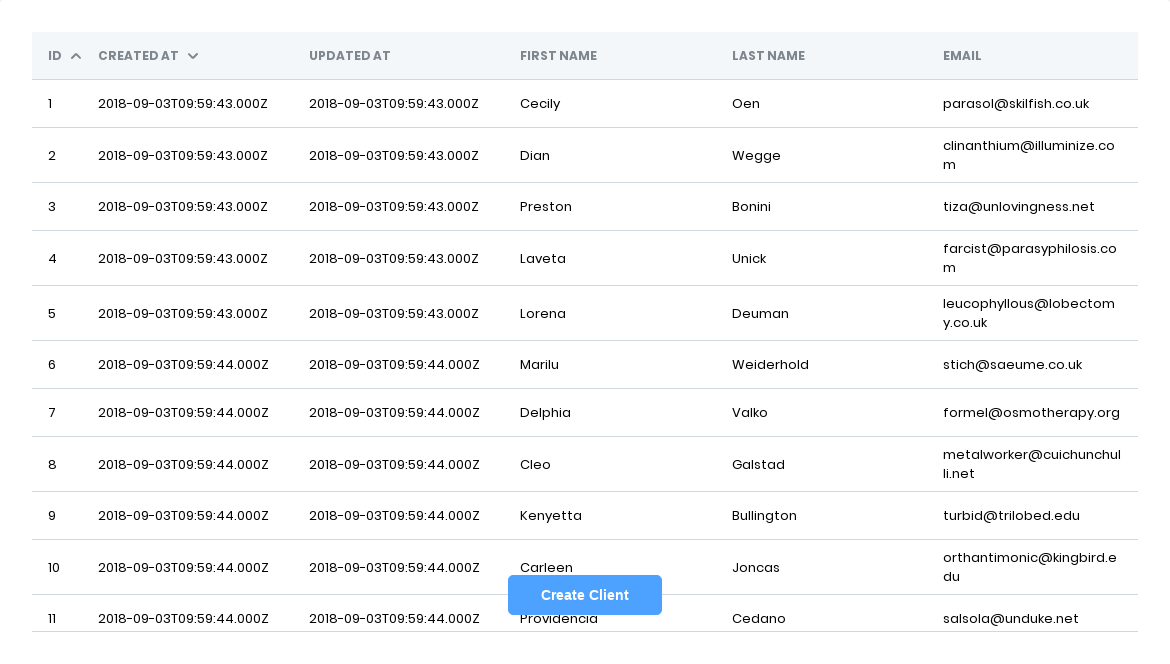 ID CREATED AT UPDATED AT FIRST NAME LAST NAME EMAIL
1 2018-09-03T09:59:43.000Z 2018-09-03T09:59:43.000Z Cecily Oen parasol@skilfish.co.uk
2 2018-09-03T09:59:43.000Z 2018-09-03T09:59:43.000Z Dian Wegge clinanthium@illuminize.co
m
3 2018-09-03T09:59:43.000Z 2018-09-03T09:59:43.000Z Preston Bonini tiza@unlovingness.net
4 2018-09-03T09:59:43.000Z 2018-09-03T09:59:43.000Z Laveta Unick farcist@parasyphilosis.co
m
5 2018-09-03T09:59:43.000Z 2018-09-03T09:59:43.000Z Lorena Deuman leucophyllous@lobectom
y.co.uk
6 2018-09-03T09:59:44.000Z 2018-09-03T09:59:44.000Z Marilu Weiderhold stich@saeume.co.uk
7 2018-09-03T09:59:44.000Z 2018-09-03T09:59:44.000Z Delphia Valko formel@osmotherapy.org
8 2018-09-03T09:59:44.000Z 2018-09-03T09:59:44.000Z Cleo Galstad metalworker@cuichunchul
li.net
9 2018-09-03T09:59:44.000Z 2018-09-03T09:59:44.000Z Kenyetta Bullington turbid@trilobed.edu
10 2018-09-03T09:59:44.000Z 2018-09-03T09:59:44.000Z Carleen Joncas orthantimonic@kingbird.e
du
Create Client
11 2018-09-03T09:59:44.000Z 2018-09-03T09:59:44.000Z Providencia Cedano salsola@unduke.net